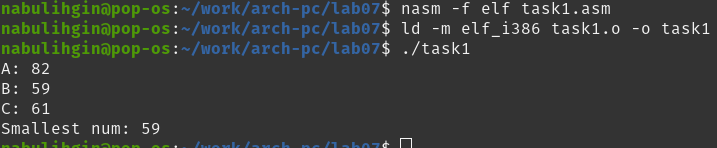 nabulihgin@pop-os:~/work/arch-pc/lab07$ nasm -f elf task1.asm
nabulihgin@pop-os:~/work/arch-pc/lab07$ ld -m elf_i386 task1.o -o task1
nabulihgin@pop-os:~/work/arch-pc/lab07$ ./task1
A: 82
B: 59
C: 61
Smallest num: 59
nabulihgin@pop-os:~/work/arch-pc/lab07$